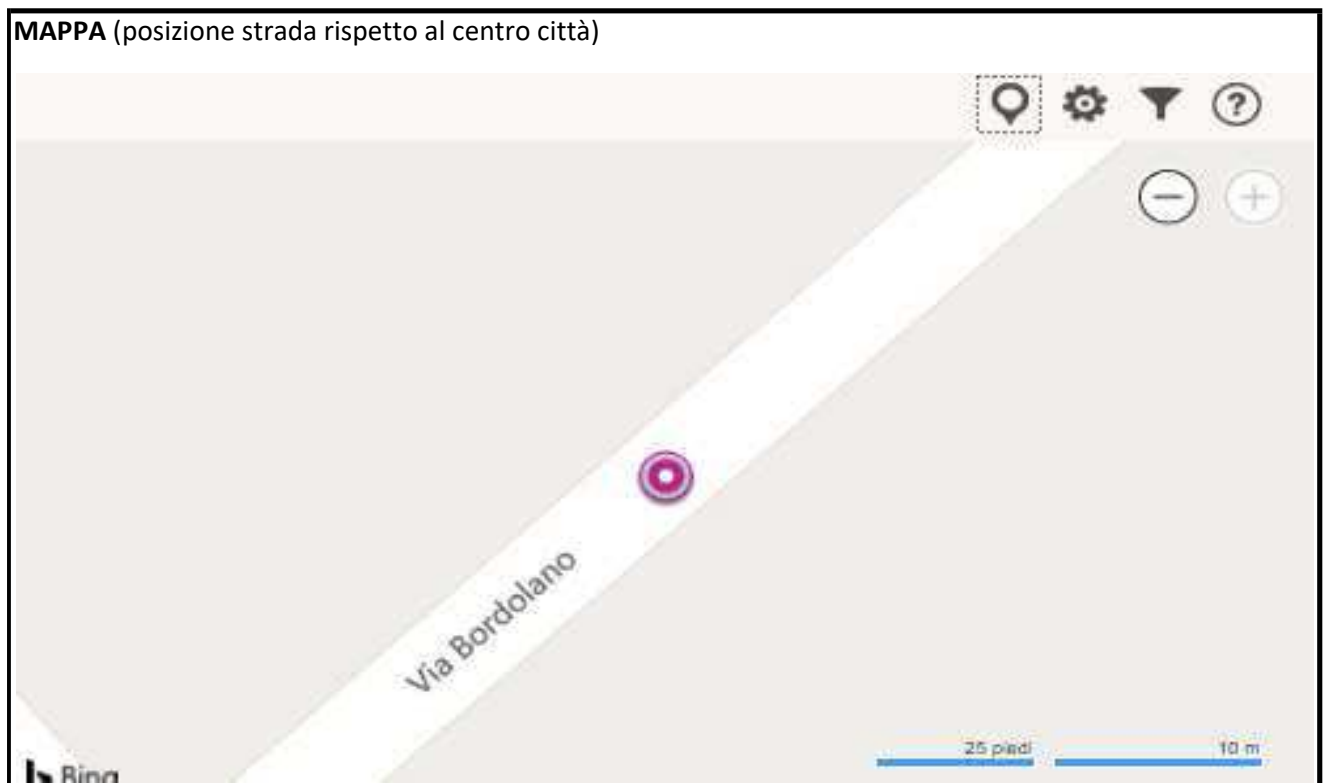 MAPPA (posizione strada rispetto al centro città)
?
Via Bordolano
25 piedi 10 m
Bing